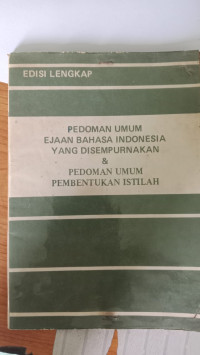 EDISI LENGKAP
PEDOMAN UMUM
EJAAN BAHASA INDONESIA
YANG DISEMPURNAKAN
&
PEDOMAN UMUM
PEMBENTUKAN ISTILAH